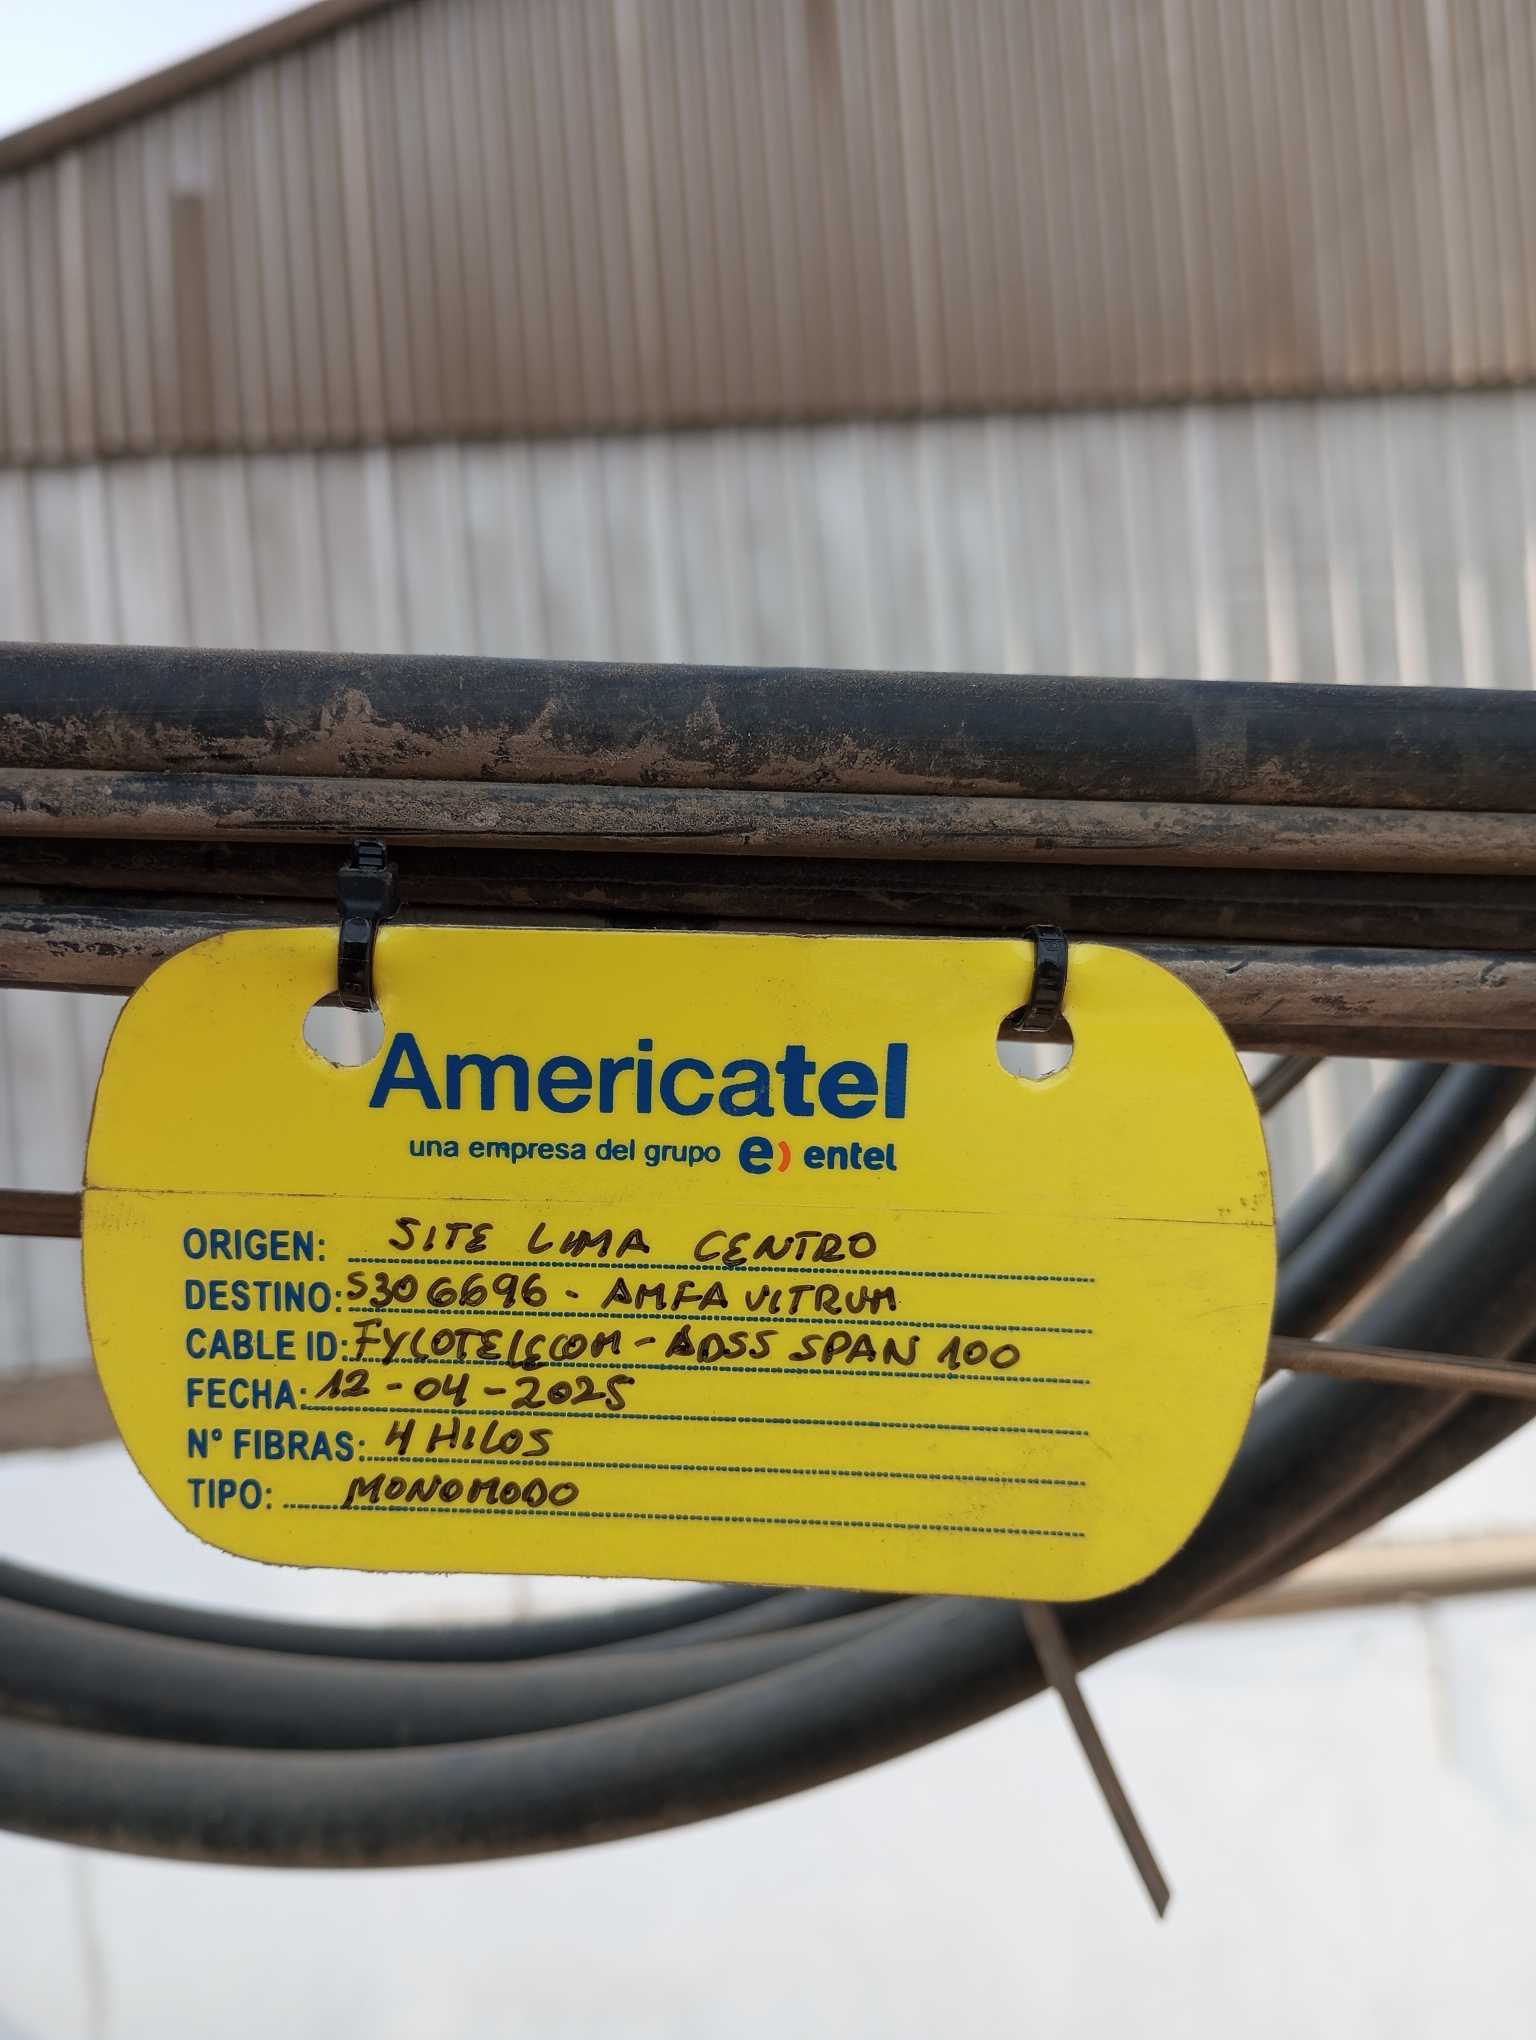 Americatel
una empresa del grupo e) entel
ORIGEN: SITE LIMA CENTRO
DESTINO: S306696 - AMFA VITRUM
CABLE ID: FYCOTELECOM - ADSS SPAN 100
FECHA: 12-04-2025
N° FIBRAS: 4 HILOS
TIPO: MONOMODO